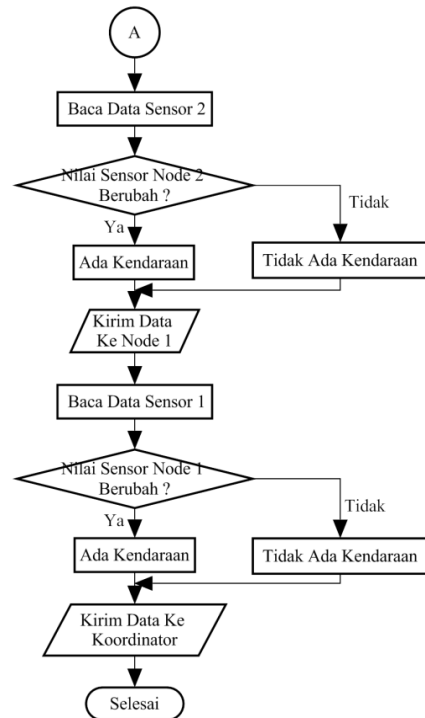 A
Baca Data Sensor 2
Nilai Sensor Node 2
Berubah ?
Tidak
Ya
Ada Kendaraan
Tidak Ada Kendaraan
Kirim Data
Ke Node 1
Baca Data Sensor 1
Nilai Sensor Node 1
Berubah ?
Tidak
Ya
Ada Kendaraan
Tidak Ada Kendaraan
Kirim Data Ke
Koordinator
Selesai